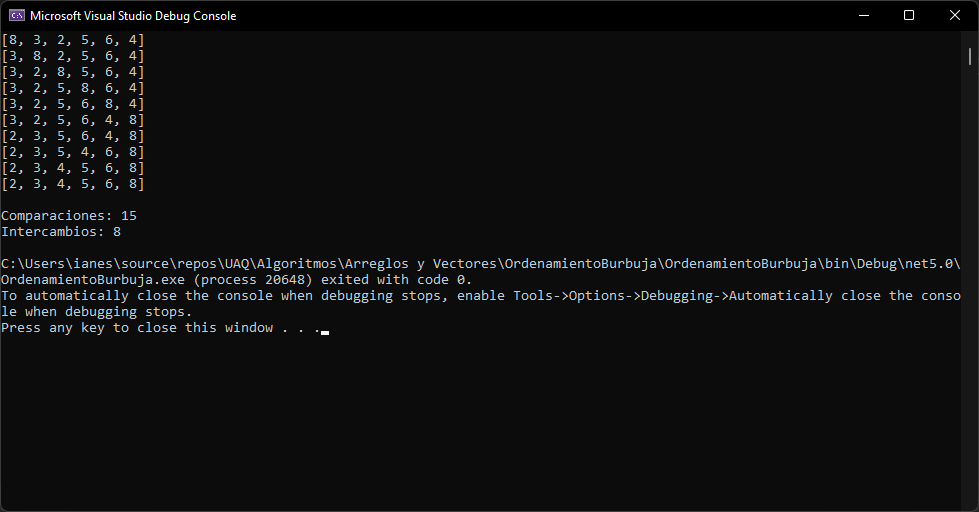 Microsoft Visual Studio Debug Console
[8, 3, 2, 5, 6, 4]
[3, 8, 2, 5, 6, 4]
[3, 2, 8, 5, 6, 4]
[3, 2, 5, 8, 6, 4]
[3, 2, 5, 6, 8, 4]
[3, 2, 5, 6, 4, 8]
[2, 3, 5, 6, 4, 8]
[2, 3, 5, 4, 6, 8]
[2, 3, 4, 5, 6, 8]
[2, 3, 4, 5, 6, 8]
Comparaciones: 15
Intercambios: 8
C:\Users\ianes\source\repos\UAQ\Algoritmos\Arreglos y Vectores\OrdenamientoBurbuja\OrdenamientoBurbuja\bin\Debug\net5.0\
OrdenamientoBurbuja.exe (process 20648) exited with code 0.
To automatically close the console when debugging stops, enable Tools->Options->Debugging->Automatically close the conso
le when debugging stops.
Press any key to close this window . . .